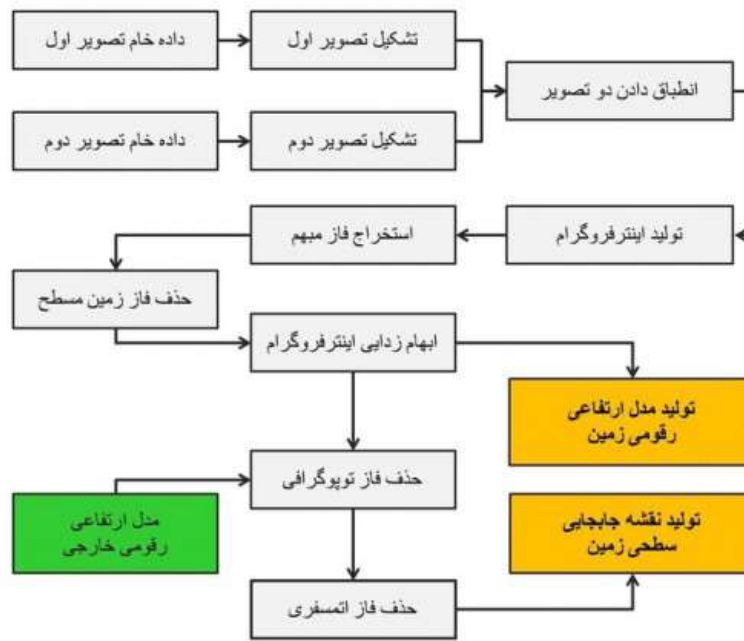 داده خام تصویر اول
تشکیل تصویر اول
انطباق دادن دو تصویر
داده خام تصویر دوم
تشکیل تصویر دوم
تولید اینترفروگرام
استخراج فاز مبهم
حذف فاز زمین مسطح
ابهام زدایی اینترفروگرام
تولید مدل ارتفاعی
رقومی زمین
حذف فاز توپوگرافی
مدل ارتفاعی
رقومی خارجی
تولید نقشه جابجایی
سطحی زمین
حذف فاز اتمسفری